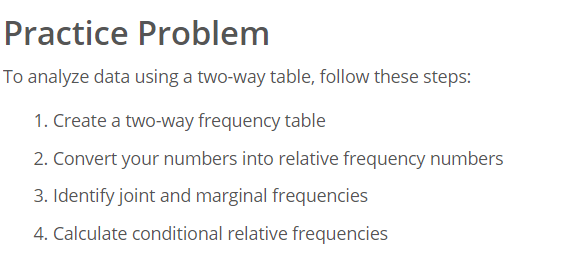 Practice Problem
To analyze data using a two-way table, follow these steps:
1. Create a two-way frequency table
2. Convert your numbers into relative frequency numbers
3. Identify joint and marginal frequencies
4. Calculate conditional relative frequencies